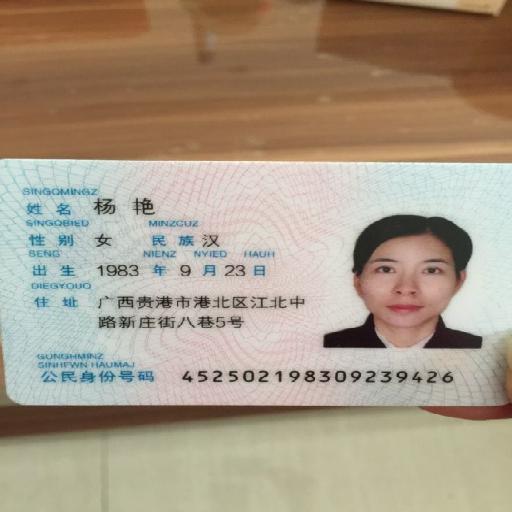 SINGQMINGZ
姓名 杨艳
SINGQBIED MINZCUZ
性别 女 民族 汉
SENG NIENZ NYIED HAUH
出生 1983 年 9 月 23 日
DIEGYOUQ
住址 广西贵港市港北区江北中
路新庄街八巷5号
GUNGHMINZ
SINHFWN HAUMAJ
公民身份号码 452502198309239426